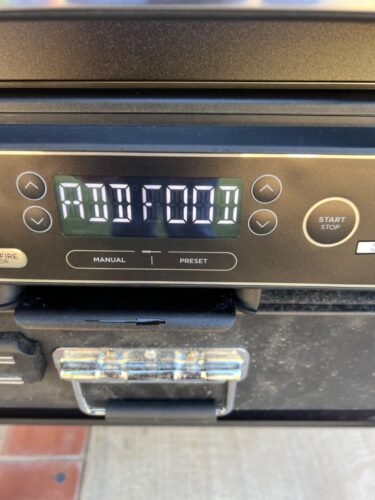 ADD FOOD
START
STOP
FIRE
MANUAL
PRESET